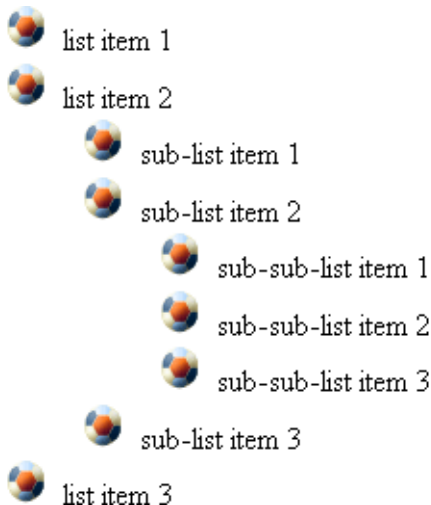 list item 1
list item 2
sub-list item 1
sub-list item 2
sub-sub-list item 1
sub-sub-list item 2
sub-sub-list item 3
sub-list item 3
list item 3